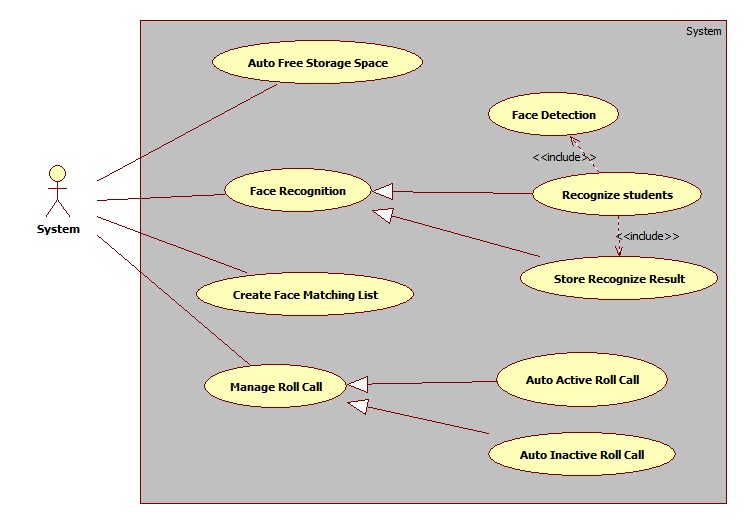 System
Auto Free Storage Space
Face Detection
<<include>>
Face Recognition
Recognize students
System
<<include>>
Store Recognize Result
Create Face Matching List
Manage Roll Call
Auto Active Roll Call
Auto Inactive Roll Call